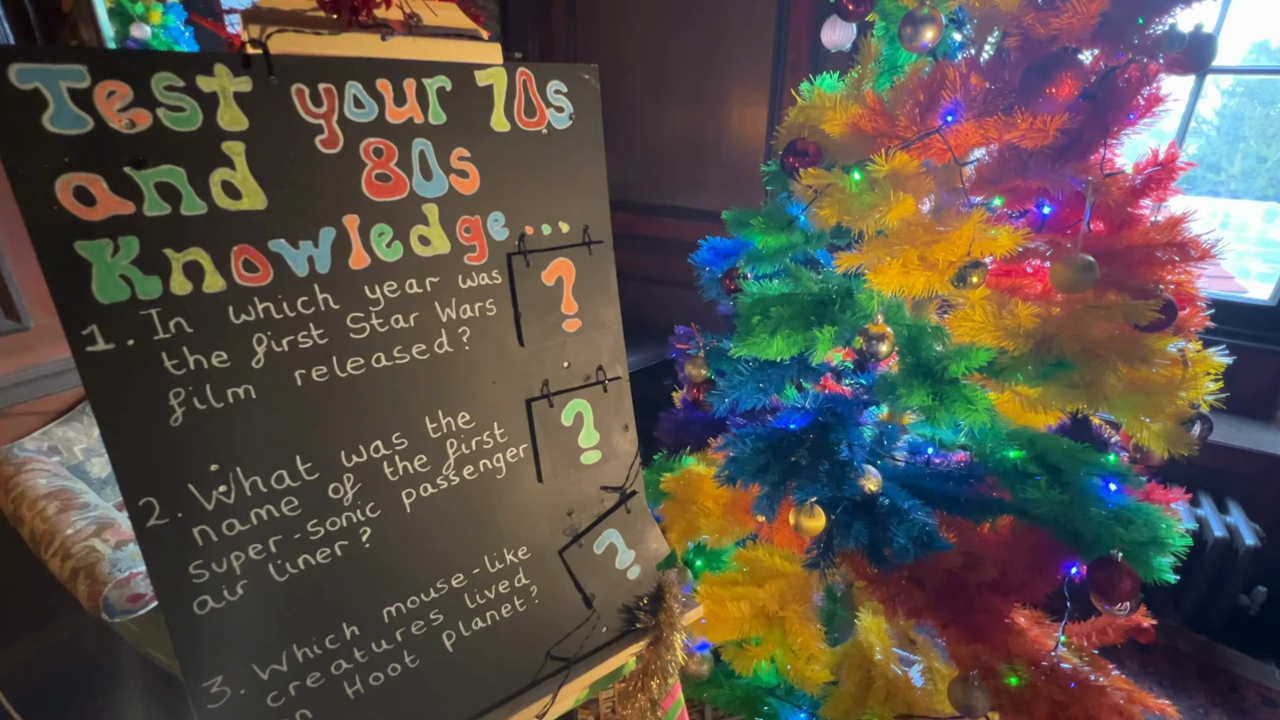 Test your 70s
and 80s
Knowledge...
1. In which year was
the first Star Wars
film released?
?
2. What was the
name of the first
super-sonic passenger
air liner?
?
3. Which mouse-like
creatures lived
on Hoot planet?
?